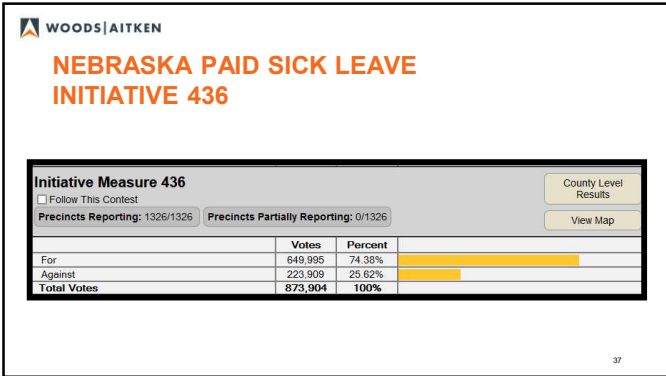 WOODS|AITKEN
NEBRASKA PAID SICK LEAVE
INITIATIVE 436
Initiative Measure 436
Follow This Contest
Precincts Reporting: 1326/1326 Precincts Partially Reporting: 0/1326
County Level
Results
View Map
Votes Percent
For 649,995 74.38%
Against 223,909 25.62%
Total Votes 873,904 100%
37